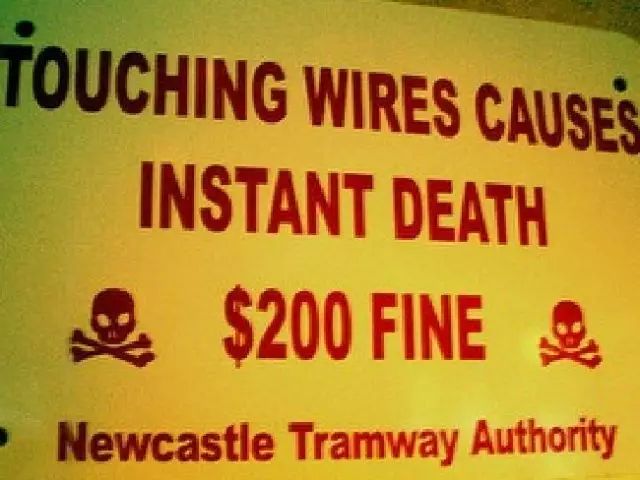 TOUCHING WIRES CAUSES
INSTANT DEATH
$200 FINE
Newcastle Tramway Authority